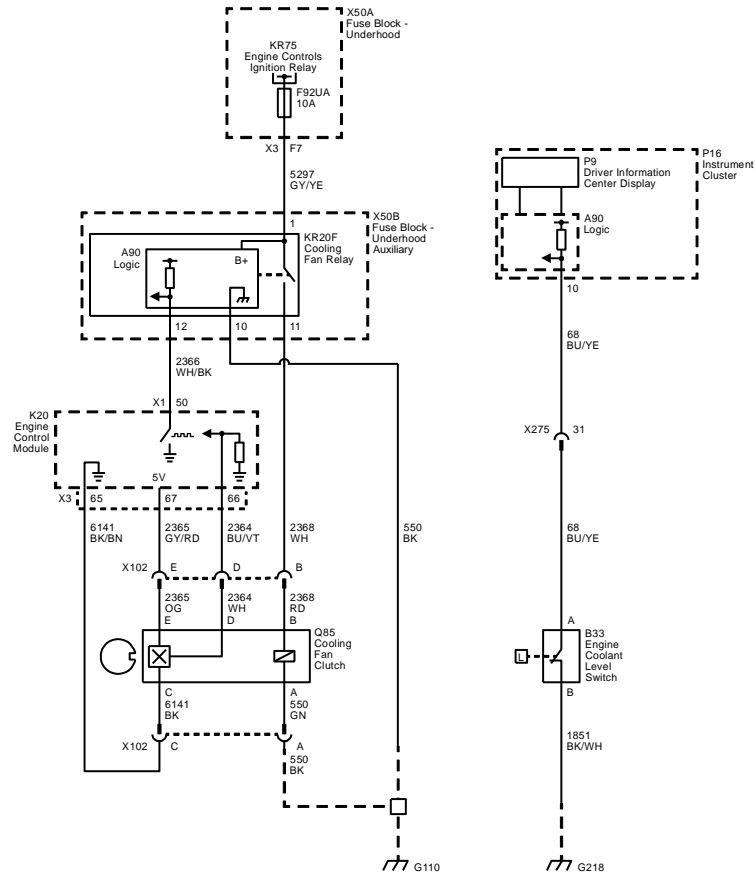 X50A
Fuse Block -
Underhood
KR75
Engine Controls
Ignition Relay
F92UA
10A
X3 F7
5297
GY/YE
1
X50B
Fuse Block -
Underhood
Auxiliary
KR20F
Cooling
Fan Relay
A90
Logic
B+
12 10 11
2366
WH/BK
X1 50
K20
Engine
Control
Module
5V
X3 65 67 66
6141
BK/BN
2365
GY/RD
2364
BU/VT
2368
WH
550
BK
X102 E D B
2365
OG
2364
WH
2368
RD
E D B
Q85
Cooling
Fan
Clutch
C A
6141
BK
550
GN
X102 C A
550
BK
G110
P16
Instrument
Cluster
P9
Driver Information
Center Display
A90
Logic
10
68
BU/YE
X275 31
68
BU/YE
A
B33
Engine
Coolant
Level
Switch
L
B
1851
BK/WH
G218